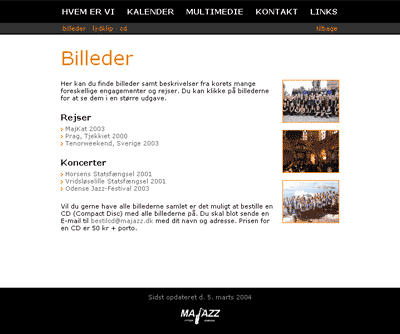 HVEM ER VI KALENDER MULTIMEDIE KONTAKT LINKS
billeder · lydklip · cd tilbage
Billeder
Her kan du finde billeder samt beskrivelser fra korets mange
foreskellige engagementer og rejser. Du kan klikke på billederne
for at se dem i en større udgave.
Rejser
MajKat 2003
Prag, Tjekkiet 2000
Tenorweekend, Sverige 2003
Koncerter
Horsens Statsfængsel 2001
Vridsløselille Statsfængsel 2001
Odense Jazz-Festival 2003
Vil du gerne have alle billederne samlet er det muligt at bestille en
CD (Compact Disc) med alle billederne på. Du skal blot sende en
E-mail til bestilcd@majazz.dk med dit navn og adresse. Prisen for
en CD er 50 kr + porto.
Sidst opdateret d. 5. marts 2004
MAJAZZ